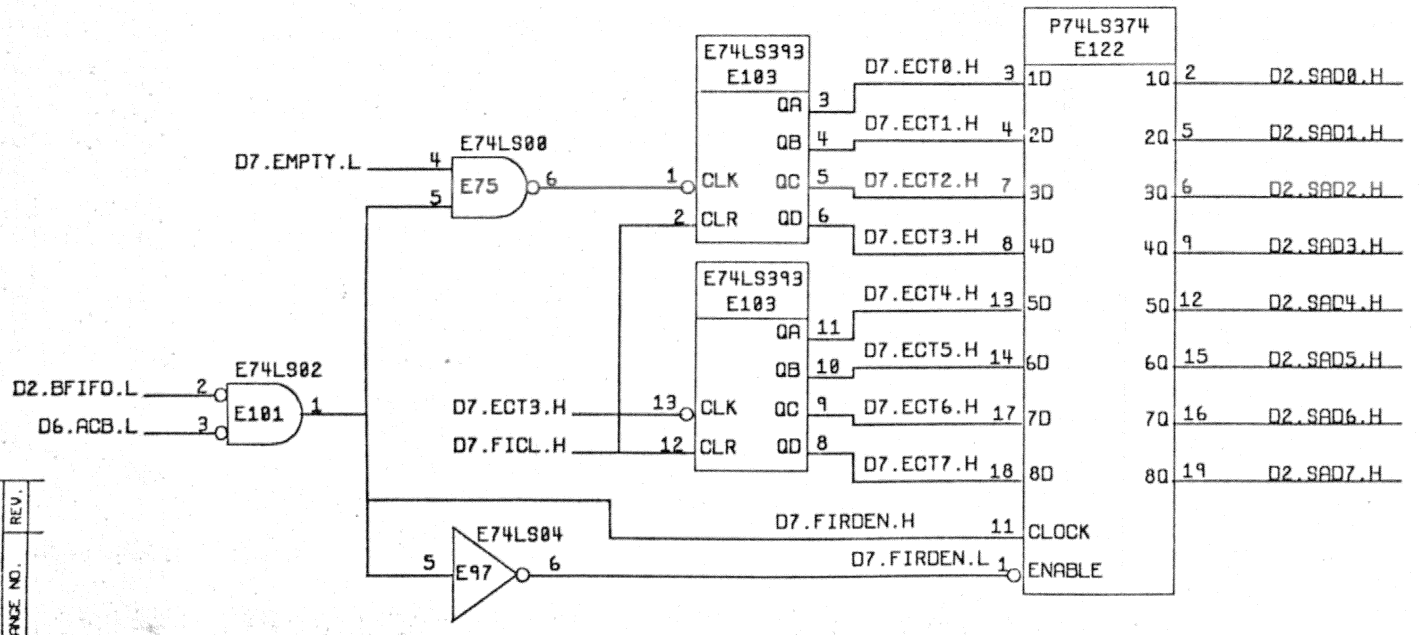 P74LS374
E122
E74LS393
E103
D7.ECT0.H 3 1D 1Q 2 D2.SAD0.H
QA 3
D7.ECT1.H 4 2D 2Q 5 D2.SAD1.H
QB 4
E74LS00
D7.EMPTY.L 4 E75 6 1 CLK QC 5 D7.ECT2.H 7 3D 3Q 6 D2.SAD2.H
5
2 CLR QD 6
D7.ECT3.H 8 4D 4Q 9 D2.SAD3.H
E74LS393
E103
D7.ECT4.H 13 5D 5Q 12 D2.SAD4.H
QA 11
D7.ECT5.H 14 6D 6Q 15 D2.SAD5.H
QB 10
E74LS02
D2.BFIFO.L 2 E101 1
D6.ACB.L 3
D7.ECT3.H 13 CLK QC 9 D7.ECT6.H 17 7D 7Q 16 D2.SAD6.H
D7.FICL.H 12 CLR QD 8
D7.ECT7.H 18 8D 8Q 19 D2.SAD7.H
D7.FIRDEN.H 11 CLOCK
E74LS04
5 E97 6 D7.FIRDEN.L 1 ENABLE
REV.
ANGE NO.